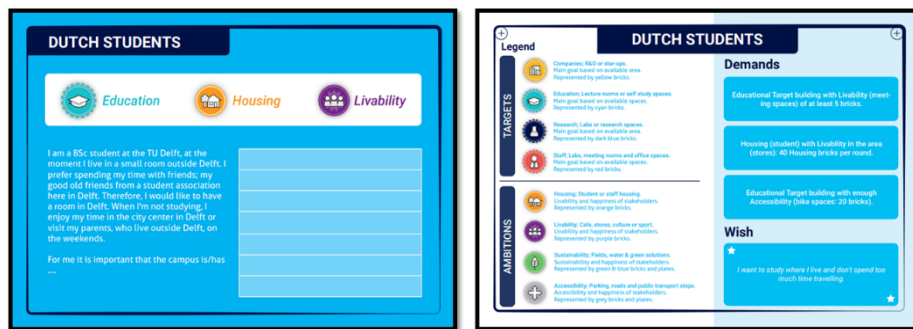 DUTCH STUDENTS
Education
Housing
Livability
I am a BSc student at the TU Delft, at the
moment I live in a small room outside Delft. I
prefer spending my time with friends; my
good old friends from a student association
here in Delft. Therefore, I would like to have
a room in Delft. When I'm not studying, I
enjoy my time in the city center in Delft or
visit my parents, who live outside Delft, on
the weekends.
For me it is important that the campus is/has
....
DUTCH STUDENTS
Legend
TARGETS
Companies; R&D or star-ups.
Main goal based on available area.
Represented by yellow bricks.
Education; Lecture rooms or self study spaces.
Main goal based on available spaces.
Represented by cyan bricks.
Research; Labs or research spaces.
Main goal based on available area.
Represented by dark blue bricks.
Staff; Labs, meeting rooms and office spaces.
Main goal based on available spaces.
Represented by red bricks.
AMBITIONS
Housing; Student or staff housing.
Livability and happiness of stakeholders.
Represented by orange bricks.
Livability; Cafe, stores, culture or sport.
Livability and happiness of stakeholders.
Represented by purple bricks.
Sustainability; Fields, water & green solutions.
Sustainability and happiness of stakeholders.
Represented by green & blue bricks and plates.
Accessibility; Parking, roads and public transport stops.
Accessibility and happiness of stakeholders.
Represented by grey bricks and plates.
Demands
Educational Target building with Livability (meet-
ing spaces) of at least 5 bricks.
Housing (student) with Livability in the area
(stores): 40 Housing bricks per round.
Educational Target building with enough
Accessibility (bike spaces: 20 bricks).
Wish
I want to study where I live and don't spend too
much time travelling.